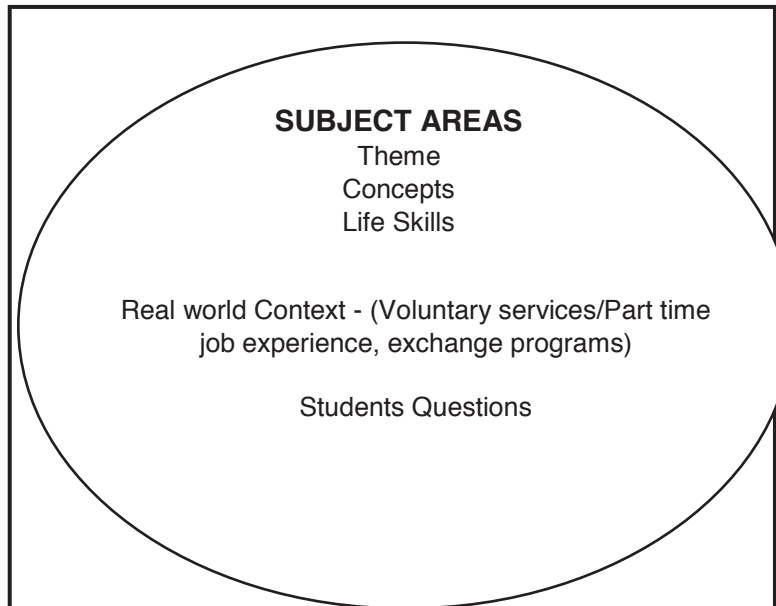 SUBJECT AREAS
Theme
Concepts
Life Skills
Real world Context - (Voluntary services/Part time
job experience, exchange programs)
Students Questions